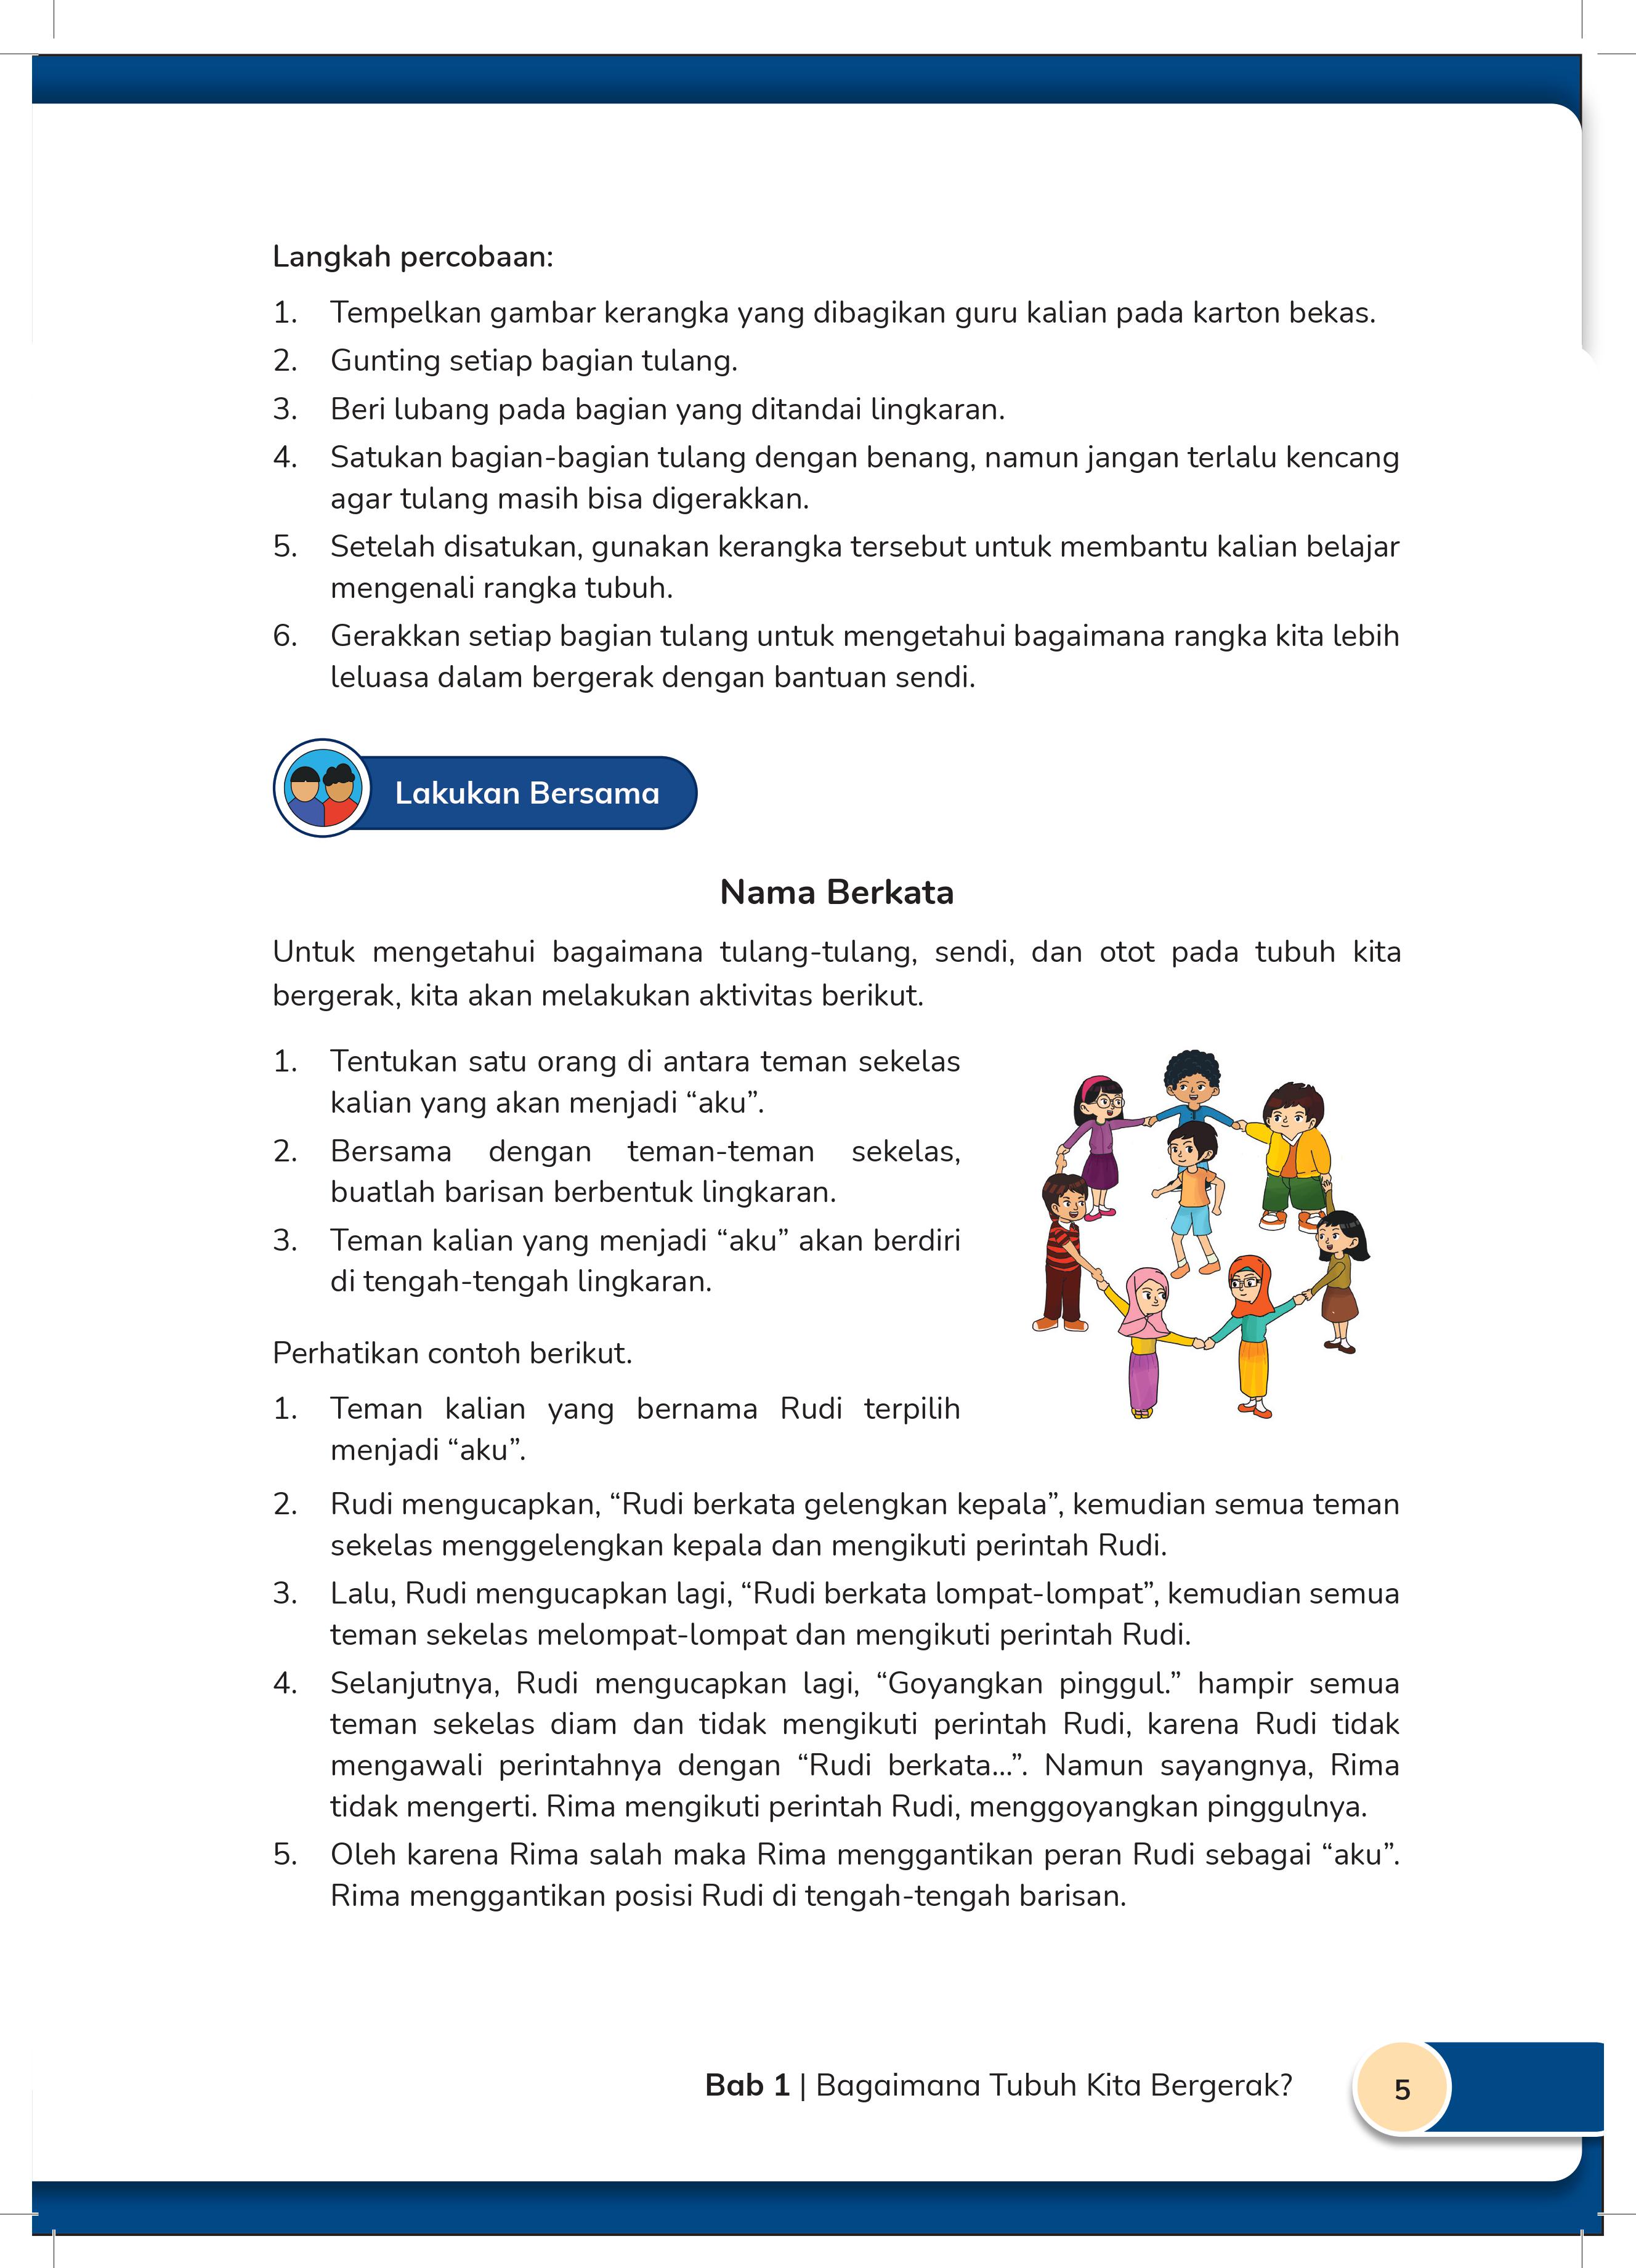 Langkah percobaan:
1. Tempelkan gambar kerangka yang dibagikan guru kalian pada karton bekas.
2. Gunting setiap bagian tulang.
3. Beri lubang pada bagian yang ditandai lingkaran.
4. Satukan bagian-bagian tulang dengan benang, namun jangan terlalu kencang
agar tulang masih bisa digerakkan.
5. Setelah disatukan, gunakan kerangka tersebut untuk membantu kalian belajar
mengenali rangka tubuh.
6. Gerakkan setiap bagian tulang untuk mengetahui bagaimana rangka kita lebih
leluasa dalam bergerak dengan bantuan sendi.
Lakukan Bersama
Nama Berkata
Untuk mengetahui bagaimana tulang-tulang, sendi, dan otot pada tubuh kita
bergerak, kita akan melakukan aktivitas berikut.
1. Tentukan satu orang di antara teman sekelas
kalian yang akan menjadi “aku”.
2. Bersama dengan teman-teman sekelas,
buatlah barisan berbentuk lingkaran.
3. Teman kalian yang menjadi “aku” akan berdiri
di tengah-tengah lingkaran.
Perhatikan contoh berikut.
1. Teman kalian yang bernama Rudi terpilih
menjadi “aku”.
2. Rudi mengucapkan, “Rudi berkata gelengkan kepala”, kemudian semua teman
sekelas menggelengkan kepala dan mengikuti perintah Rudi.
3. Lalu, Rudi mengucapkan lagi, “Rudi berkata lompat-lompat”, kemudian semua
teman sekelas melompat-lompat dan mengikuti perintah Rudi.
4. Selanjutnya, Rudi mengucapkan lagi, “Goyangkan pinggul.” hampir semua
teman sekelas diam dan tidak mengikuti perintah Rudi, karena Rudi tidak
mengawali perintahnya dengan “Rudi berkata...”. Namun sayangnya, Rima
tidak mengerti. Rima mengikuti perintah Rudi, menggoyangkan pinggulnya.
5. Oleh karena Rima salah maka Rima menggantikan peran Rudi sebagai “aku”.
Rima menggantikan posisi Rudi di tengah-tengah barisan.
Bab 1 | Bagaimana Tubuh Kita Bergerak?
5